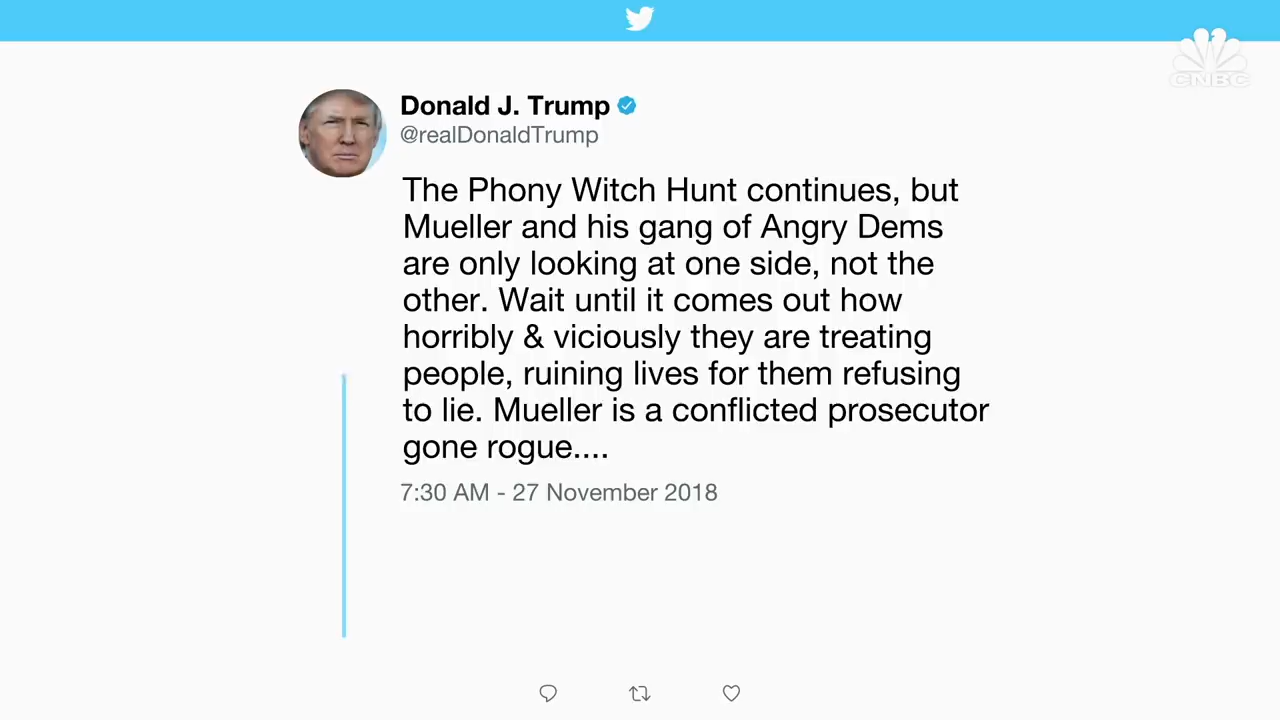 CNBC
Donald J. Trump
@realDonaldTrump
The Phony Witch Hunt continues, but
Mueller and his gang of Angry Dems
are only looking at one side, not the
other. Wait until it comes out how
horribly & viciously they are treating
people, ruining lives for them refusing
to lie. Mueller is a conflicted prosecutor
gone rogue....
7:30 AM - 27 November 2018